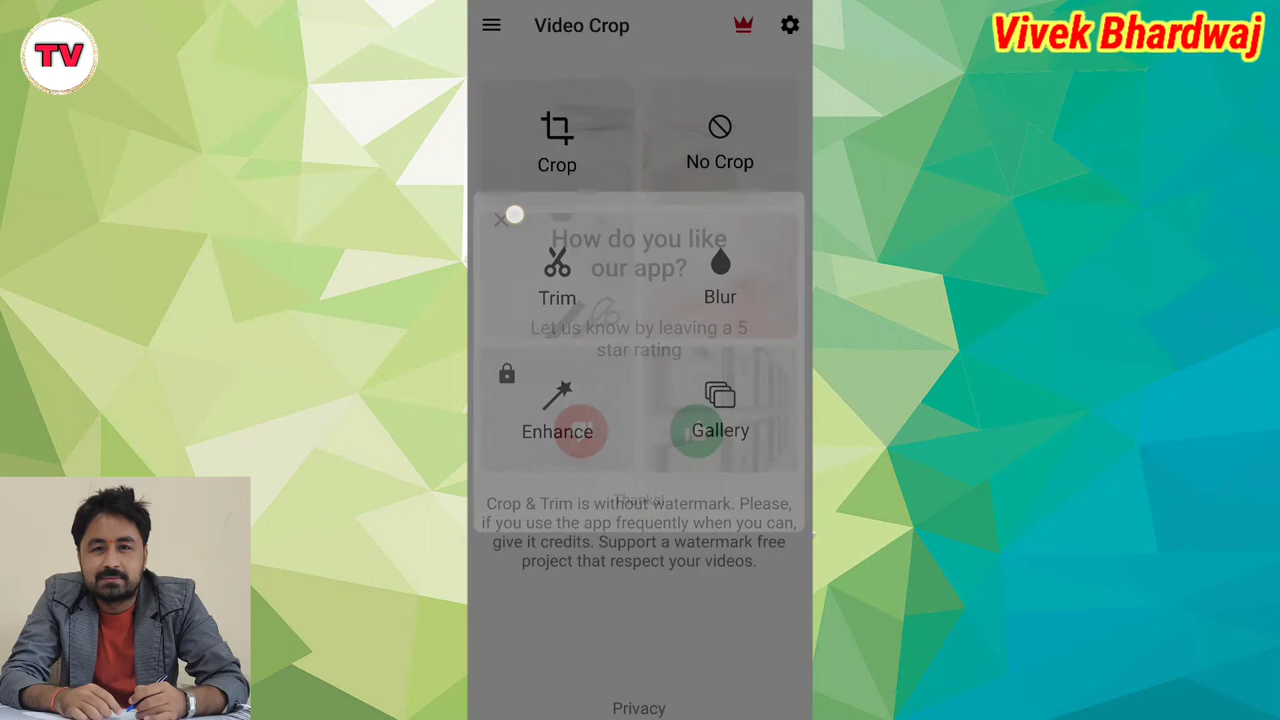 TV
Vivek Bhardwaj
Video Crop
Crop
No Crop
How do you like
our app?
Trim
Blur
Let us know by leaving a 5
star rating
Enhance
Gallery
Thanks!
Crop & Trim is without watermark. Please,
if you use the app frequently when you can,
give it credits. Support a watermark free
project that respect your videos.
Privacy